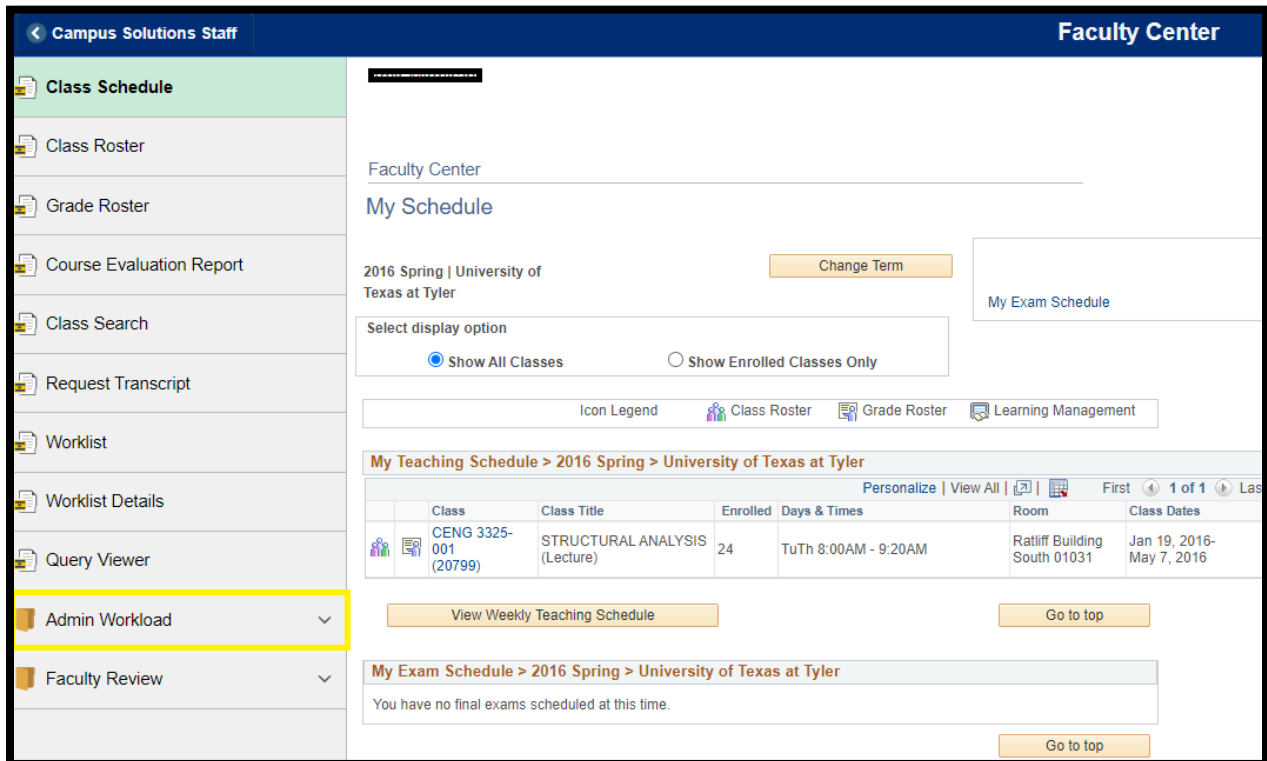 Campus Solutions Staff
Faculty Center
Class Schedule
Class Roster
Grade Roster
Course Evaluation Report
Class Search
Request Transcript
Worklist
Worklist Details
Query Viewer
Admin Workload
Faculty Review
Faculty Center
My Schedule
2016 Spring | University of
Texas at Tyler
Change Term
My Exam Schedule
Select display option
Show All Classes Show Enrolled Classes Only
Icon Legend Class Roster Grade Roster Learning Management
My Teaching Schedule > 2016 Spring > University of Texas at Tyler
Personalize | View All | | First 1 of 1 Las
Class Class Title Enrolled Days & Times Room Class Dates
CENG 3325-
001
(20799)
STRUCTURAL ANALYSIS
(Lecture)
24
TuTh 8:00AM - 9:20AM
Ratliff Building
South 01031
Jan 19, 2016-
May 7, 2016
View Weekly Teaching Schedule
Go to top
My Exam Schedule > 2016 Spring > University of Texas at Tyler
You have no final exams scheduled at this time.
Go to top